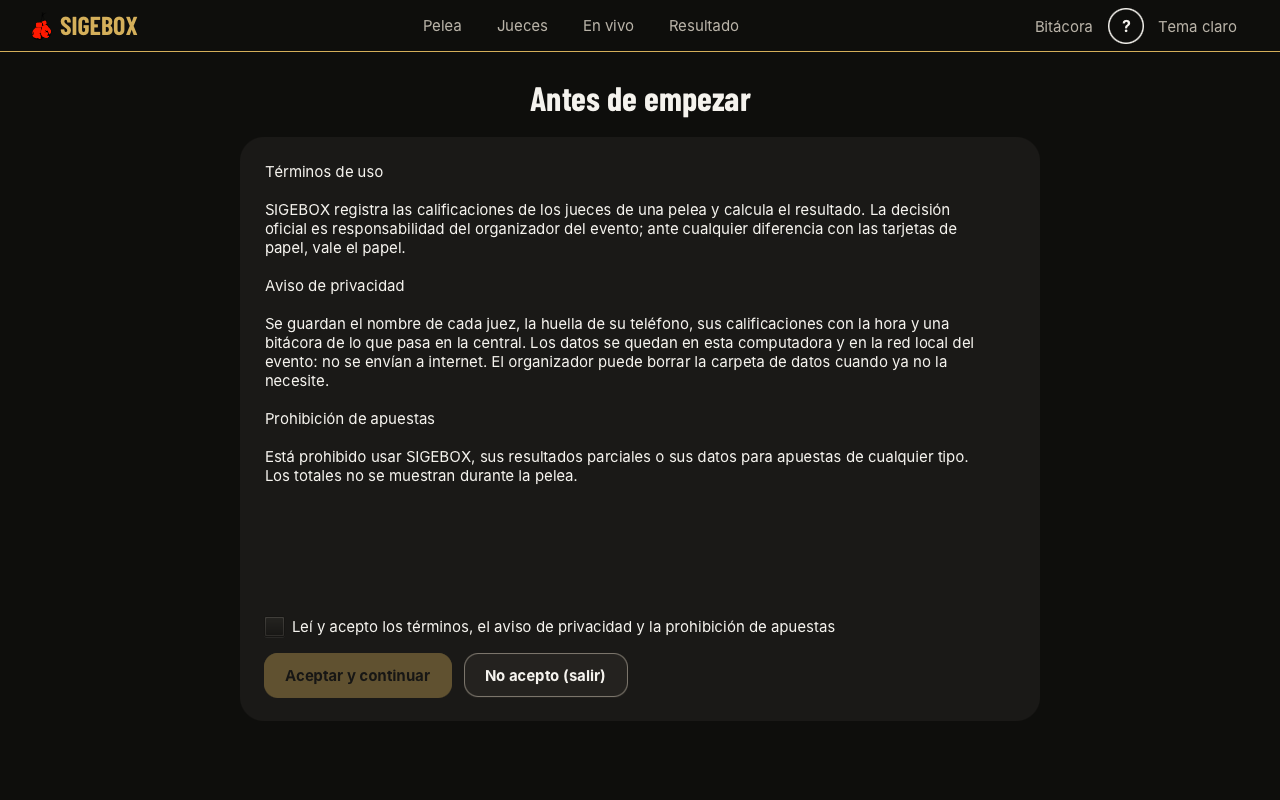 SIGEBOX
Pelea
Jueces
En vivo
Resultado
Bitácora
?
Tema claro
Antes de empezar
Términos de uso
SIGEBOX registra las calificaciones de los jueces de una pelea y calcula el resultado. La decisión
oficial es responsabilidad del organizador del evento; ante cualquier diferencia con las tarjetas de
papel, vale el papel.
Aviso de privacidad
Se guardan el nombre de cada juez, la huella de su teléfono, sus calificaciones con la hora y una
bitácora de lo que pasa en la central. Los datos se quedan en esta computadora y en la red local del
evento: no se envían a internet. El organizador puede borrar la carpeta de datos cuando ya no la
necesite.
Prohibición de apuestas
Está prohibido usar SIGEBOX, sus resultados parciales o sus datos para apuestas de cualquier tipo.
Los totales no se muestran durante la pelea.
Leí y acepto los términos, el aviso de privacidad y la prohibición de apuestas
Aceptar y continuar
No acepto (salir)